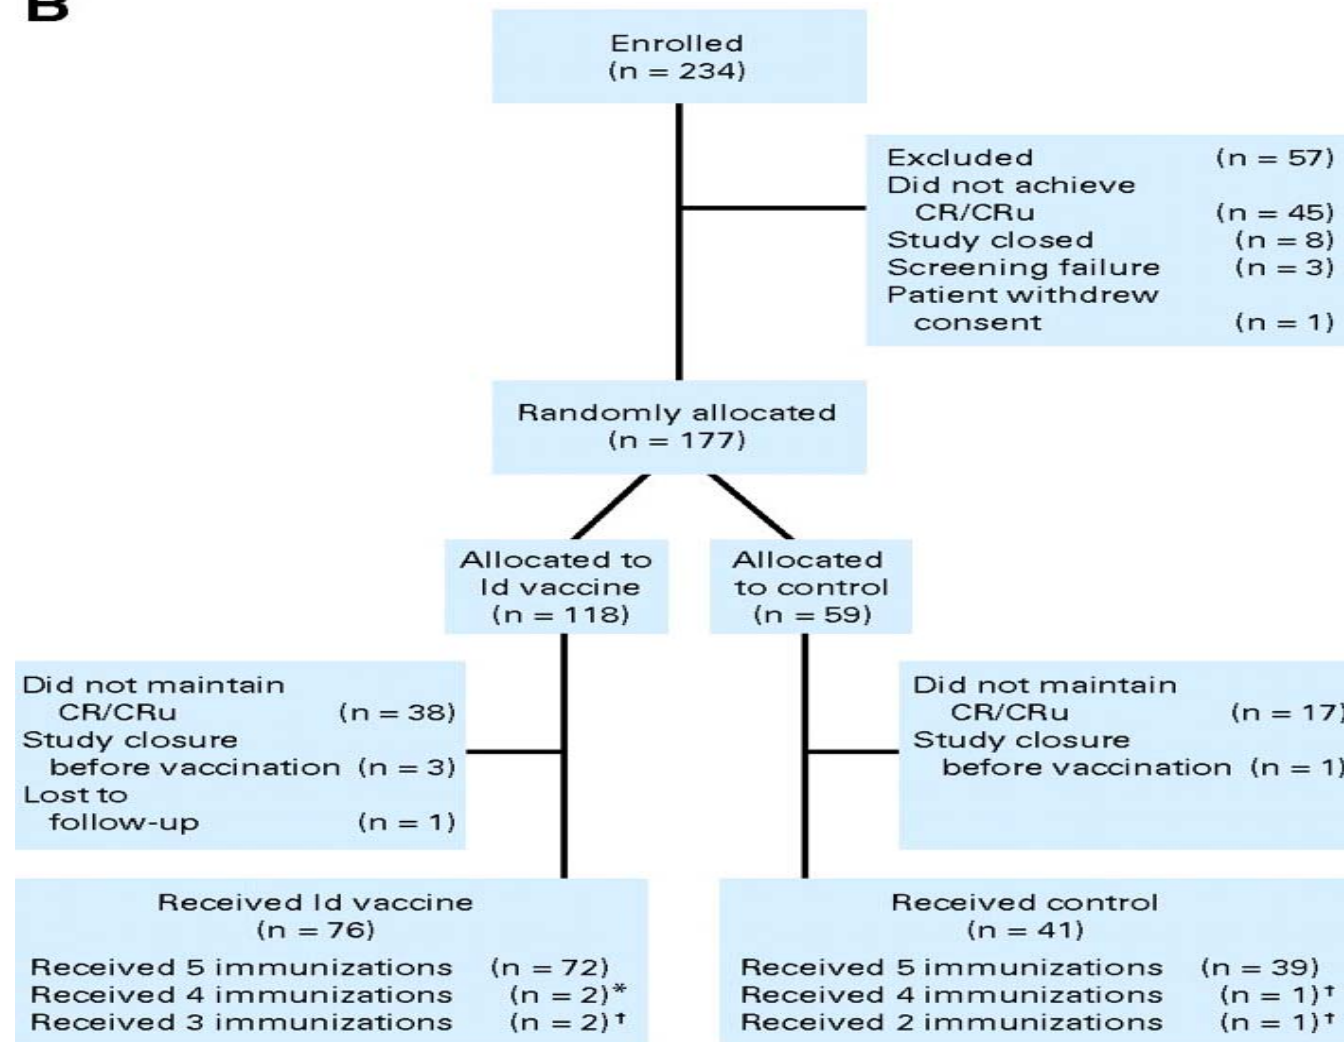 B
Enrolled
(n = 234)
Excluded (n = 57)
Did not achieve
CR/CRu (n = 45)
Study closed (n = 8)
Screening failure (n = 3)
Patient withdrew
consent (n = 1)
Randomly allocated
(n = 177)
Allocated to
Id vaccine
(n = 118)
Allocated
to control
(n = 59)
Did not maintain
CR/CRu (n = 38)
Study closure
before vaccination (n = 3)
Lost to
follow-up (n = 1)
Did not maintain
CR/CRu (n = 17)
Study closure
before vaccination (n = 1)
Received Id vaccine
(n = 76)
Received 5 immunizations (n = 72)
Received 4 immunizations (n = 2)*
Received 3 immunizations (n = 2)†
Received control
(n = 41)
Received 5 immunizations (n = 39)
Received 4 immunizations (n = 1)†
Received 2 immunizations (n = 1)†